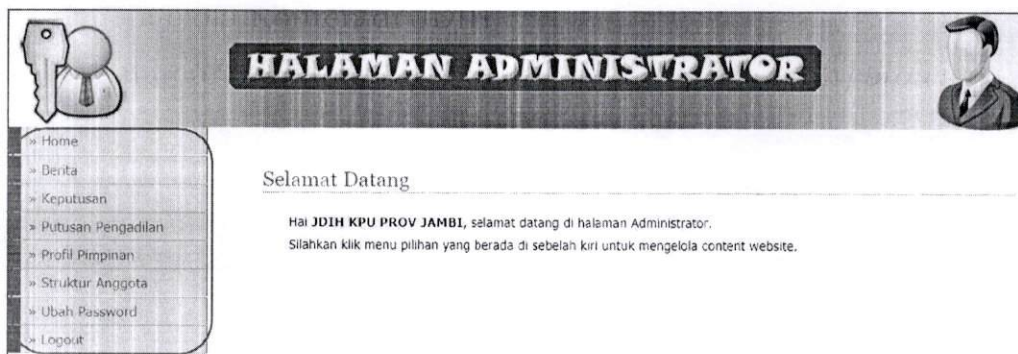 HALAMAN ADMINISTRATOR
» Home
» Berita
» Keputusan
» Putusan Pengadilan
» Profil Pimpinan
» Struktur Anggota
» Ubah Password
» Logout
Selamat Datang
Hai JDIH KPU PROV JAMBI, selamat datang di halaman Administrator.
Silahkan klik menu pilihan yang berada di sebelah kiri untuk mengelola content website.